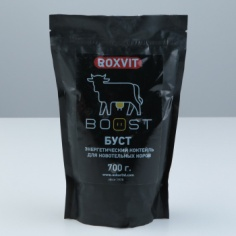 ROXVIT
BOOST
БУСТ
ЭНЕРГЕТИЧЕСКИЙ КОКТЕЙЛЬ
ДЛЯ НОВОТЕЛЬНЫХ КОРОВ
700 г.